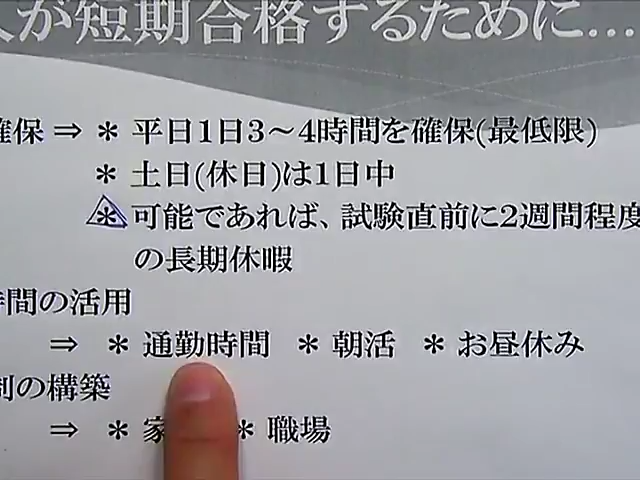 が短期合格するために…
確保 ⇒ ＊ 平日1日3～4時間を確保(最低限)
＊ 土日(休日)は1日中
＊ 可能であれば、試験直前に2週間程度
の長期休暇
時間の活用
⇒ ＊ 通勤時間 ＊ 朝活 ＊ お昼休み
制の構築
⇒ ＊ 家 ＊ 職場